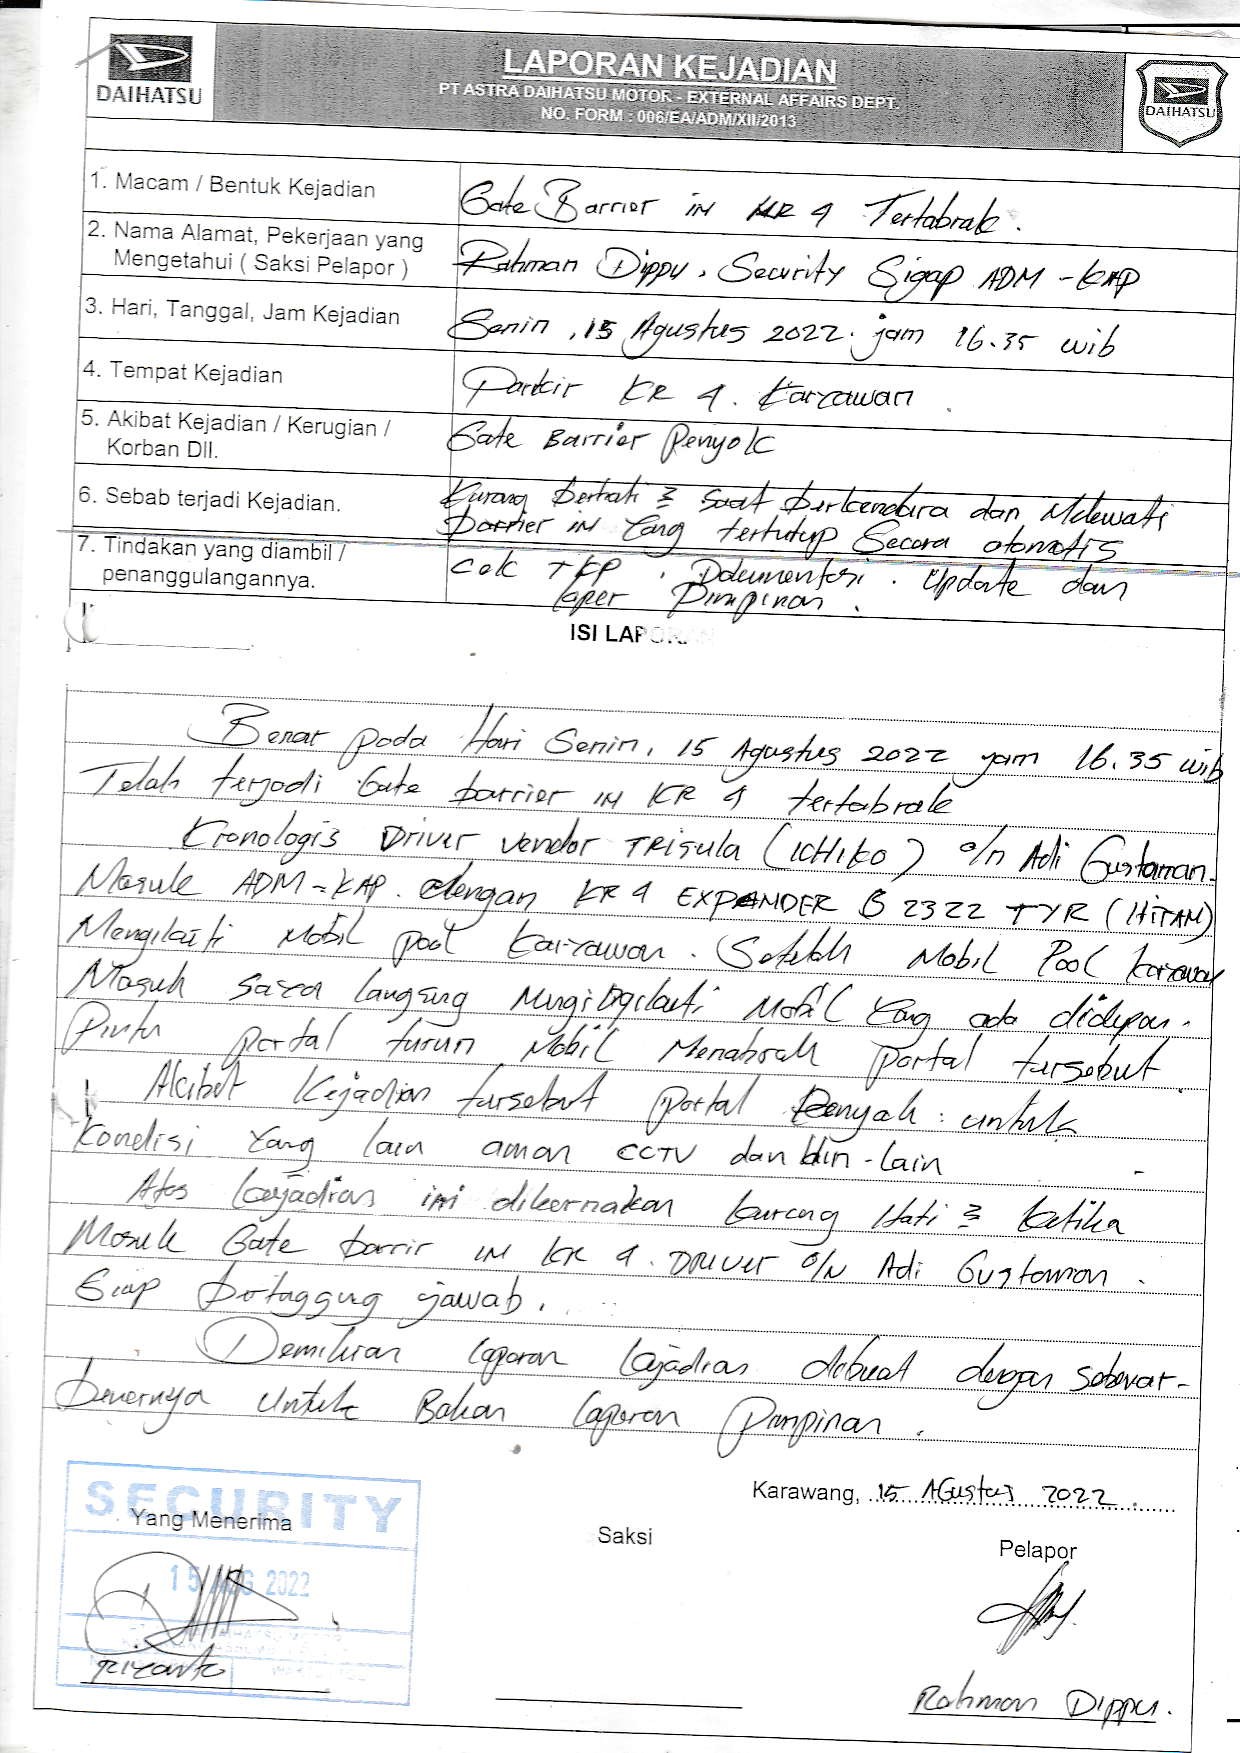 DAIHATSU
LAPORAN KEJADIAN
PT ASTRA DAIHATSU MOTOR - EXTERNAL AFFAIRS DEPT.
NO. FORM : 006/EA/ADM/XII/2013
DAIHATSU
1. Macam / Bentuk Kejadian
Gate Barrier IN KR 4 Tertabrak.
2. Nama Alamat, Pekerjaan yang
Mengetahui ( Saksi Pelapor )
Rahman Dippu, Security Sigap ADM - KAP
3. Hari, Tanggal, Jam Kejadian
Senin, 15 Agustus 2022. jam 16.35 wib
4. Tempat Kejadian
Parkir KR 4. Karyawan.
5. Akibat Kejadian / Kerugian /
Korban Dll.
Gate Barrier Penyok
6. Sebab terjadi Kejadian.
Kurang berhati 2 saat berkendara dan Melewati
barrier IN Yang tertutup Secara otomatis
7. Tindakan yang diambil /
penanggulangannya.
Cek TKP. Dokumentasi. Update dan
Laper Pimpinan.
ISI LAPORAN
Benar pada Hari Senin, 15 Agustus 2022 jam 16.35 wib
Telah terjadi Gate barrier IN KR 4 tertabrak
Kronologis Driver vendor TRISULA (ICHIKO) o/n Adi Gustaman.
Masuk ADM-KAP. dengan KR 4 EXPANDER B 2322 TYR (HITAM)
Mengikuti Mobil pool Karyawan. Setelah Mobil Pool karyawan
Masuk saya langsung Mobil Yang ada didepan.
Pintu portal turun Mobil Menabrak portal tersebut.
Akibat Kejadian tersebut portal Penyok. untuk
Kondisi Yang lain aman CCTV dan lain-lain -
Atas kejadian ini dikernakan kurang Hati 2 ketika
Masuk Gate barrir IN KR 4. DRIVER o/N Adi Gustaman.
Siap bertaggug jawab.
Demikian laporan kejadian dibuat dengan sebenar-
benernya untuk Bahan laporan Pimpinan.
Karawang, 15 Agustus 2022.
SECURITY
Yang Menerima
15 AUG 2022
Riyanto
Saksi
Pelapor
Rahman Dippu.